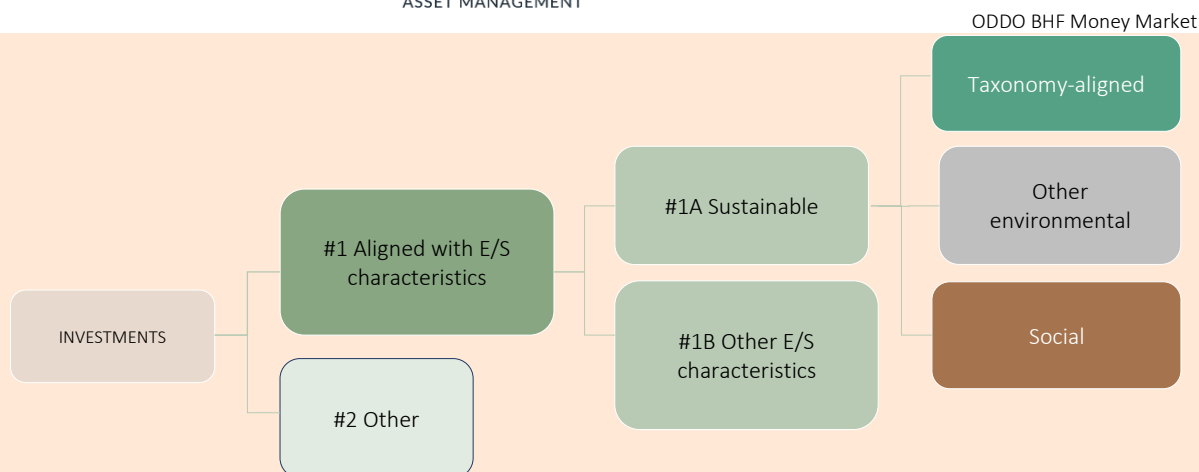 ASSET MANAGEMENT
ODDO BHF Money Market
Taxonomy-aligned
#1A Sustainable
Other
environmental
#1 Aligned with E/S
characteristics
INVESTMENTS
#1B Other E/S
characteristics
Social
#2 Other